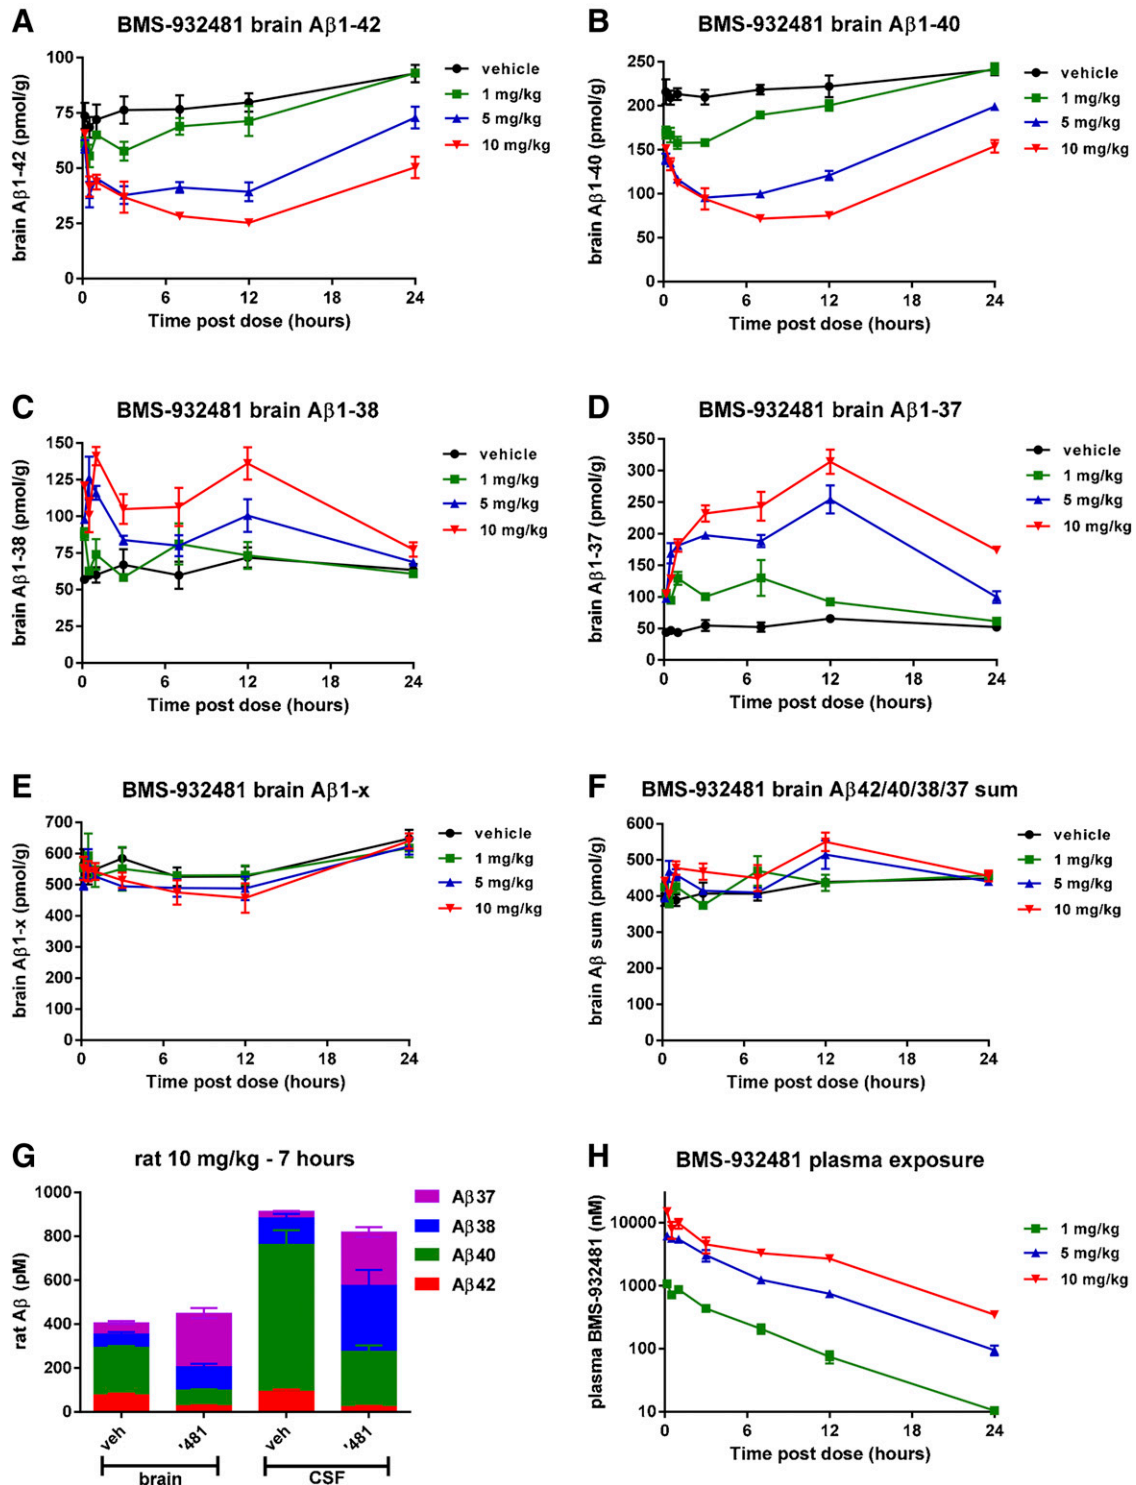 A
BMS-932481 brain Aβ1-42
brain Aβ1-42 (pmol/g)
100
75
50
25
0
0 6 12 18 24
Time post dose (hours)
vehicle
1 mg/kg
5 mg/kg
10 mg/kg
B
BMS-932481 brain Aβ1-40
brain Aβ1-40 (pmol/g)
250
200
150
100
50
0
0 6 12 18 24
Time post dose (hours)
vehicle
1 mg/kg
5 mg/kg
10 mg/kg
C
BMS-932481 brain Aβ1-38
brain Aβ1-38 (pmol/g)
150
125
100
75
50
25
0
0 6 12 18 24
Time post dose (hours)
vehicle
1 mg/kg
5 mg/kg
10 mg/kg
D
BMS-932481 brain Aβ1-37
brain Aβ1-37 (pmol/g)
350
300
250
200
150
100
50
0
0 6 12 18 24
Time post dose (hours)
vehicle
1 mg/kg
5 mg/kg
10 mg/kg
E
BMS-932481 brain Aβ1-x
brain Aβ1-x (pmol/g)
700
600
500
400
300
200
100
0
0 6 12 18 24
Time post dose (hours)
vehicle
1 mg/kg
5 mg/kg
10 mg/kg
F
BMS-932481 brain Aβ42/40/38/37 sum
brain Aβ sum (pmol/g)
600
500
400
300
200
100
0
0 6 12 18 24
Time post dose (hours)
vehicle
1 mg/kg
5 mg/kg
10 mg/kg
G
rat 10 mg/kg - 7 hours
rat Aβ (pM)
1000
800
600
400
200
0
veh '481 veh '481
brain CSF
Aβ37
Aβ38
Aβ40
Aβ42
H
BMS-932481 plasma exposure
plasma BMS-932481 (nM)
10000
1000
100
10
0 6 12 18 24
Time post dose (hours)
1 mg/kg
5 mg/kg
10 mg/kg